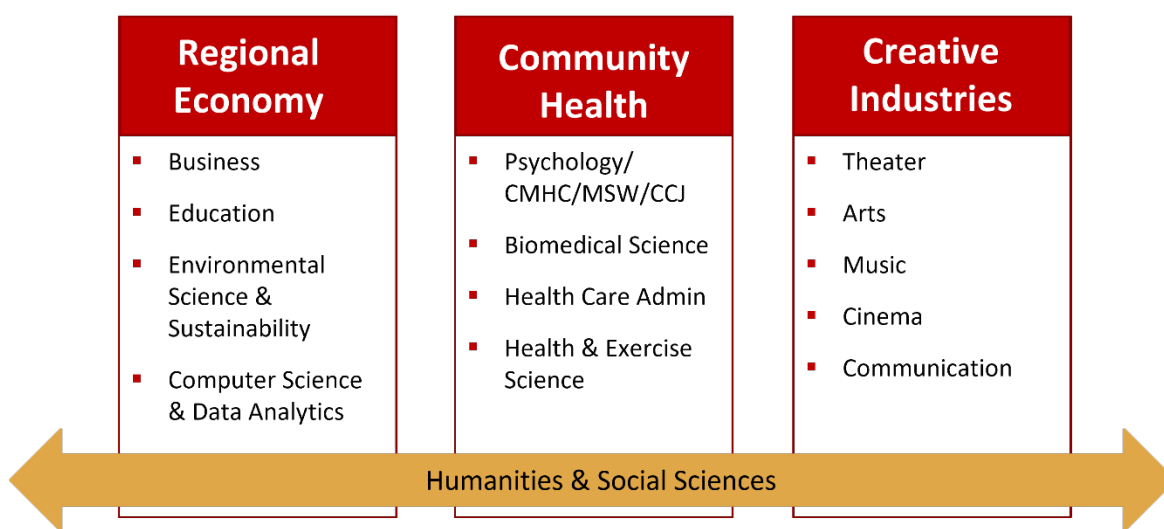 Regional
Economy
▪ Business
▪ Education
▪ Environmental
Science &
Sustainability
▪ Computer Science
& Data Analytics
Community
Health
▪ Psychology/
CMHC/MSW/CCJ
▪ Biomedical Science
▪ Health Care Admin
▪ Health & Exercise
Science
Creative
Industries
▪ Theater
▪ Arts
▪ Music
▪ Cinema
▪ Communication
Humanities & Social Sciences